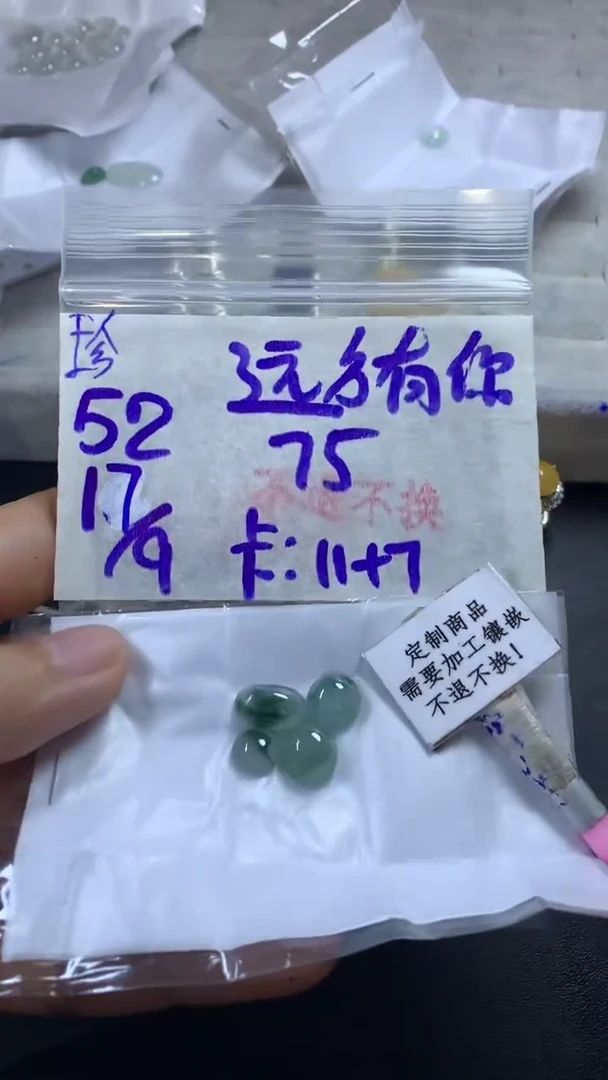 珍
远方有你
52
75
17/9
不退不换
卡:11+7
定制商品
需要加工镶嵌
不退不换!